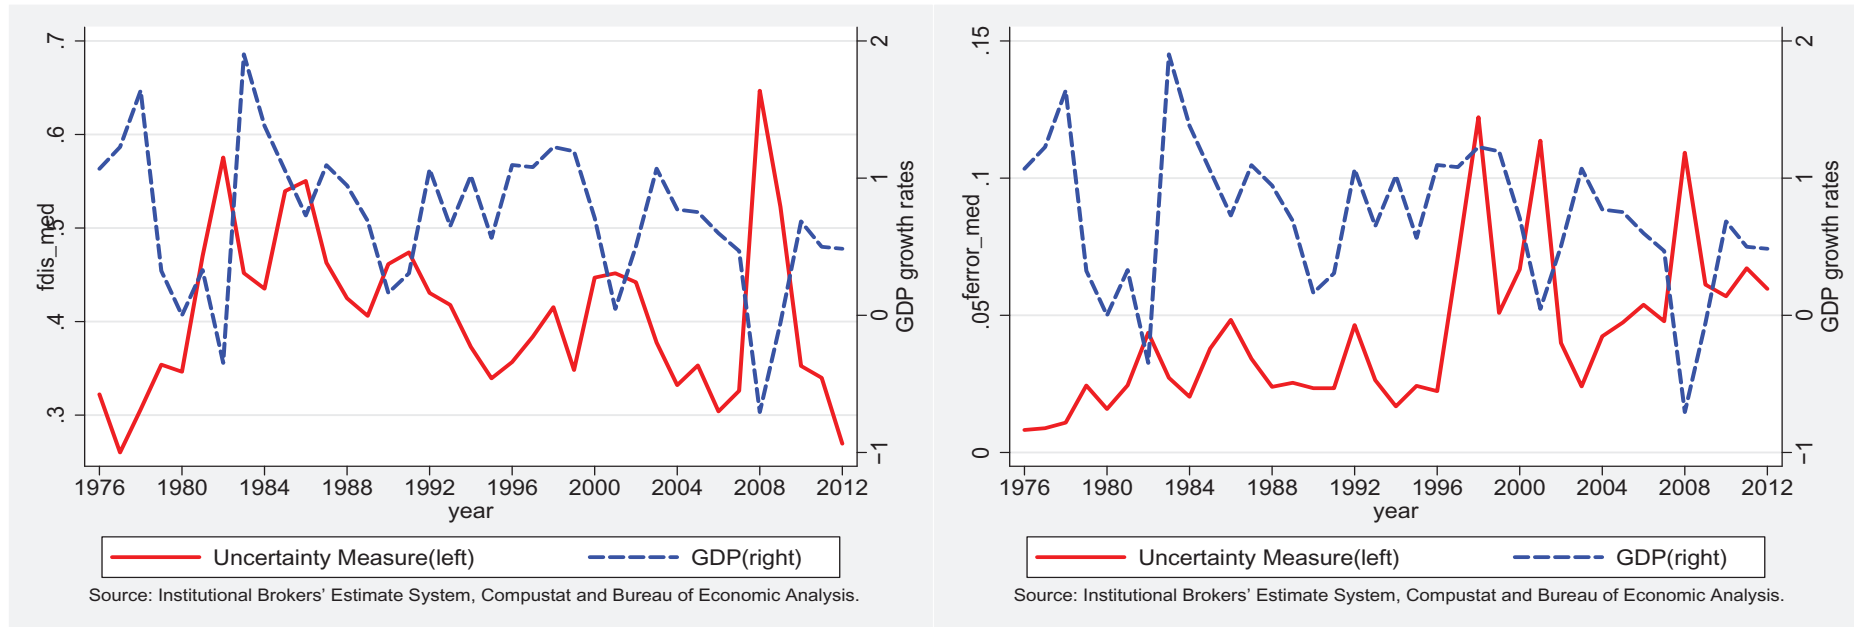 .7
.6
.5
.4
.3
fdis_med
2
1
0
−1
GDP growth rates
1976 1980 1984 1988 1992 1996 2000 2004 2008 2012
year
Uncertainty Measure(left) GDP(right)
Source: Institutional Brokers’ Estimate System, Compustat and Bureau of Economic Analysis.
.15
.1
.05
0
ferror_med
2
1
0
−1
GDP growth rates
1976 1980 1984 1988 1992 1996 2000 2004 2008 2012
year
Uncertainty Measure(left) GDP(right)
Source: Institutional Brokers’ Estimate System, Compustat and Bureau of Economic Analysis.